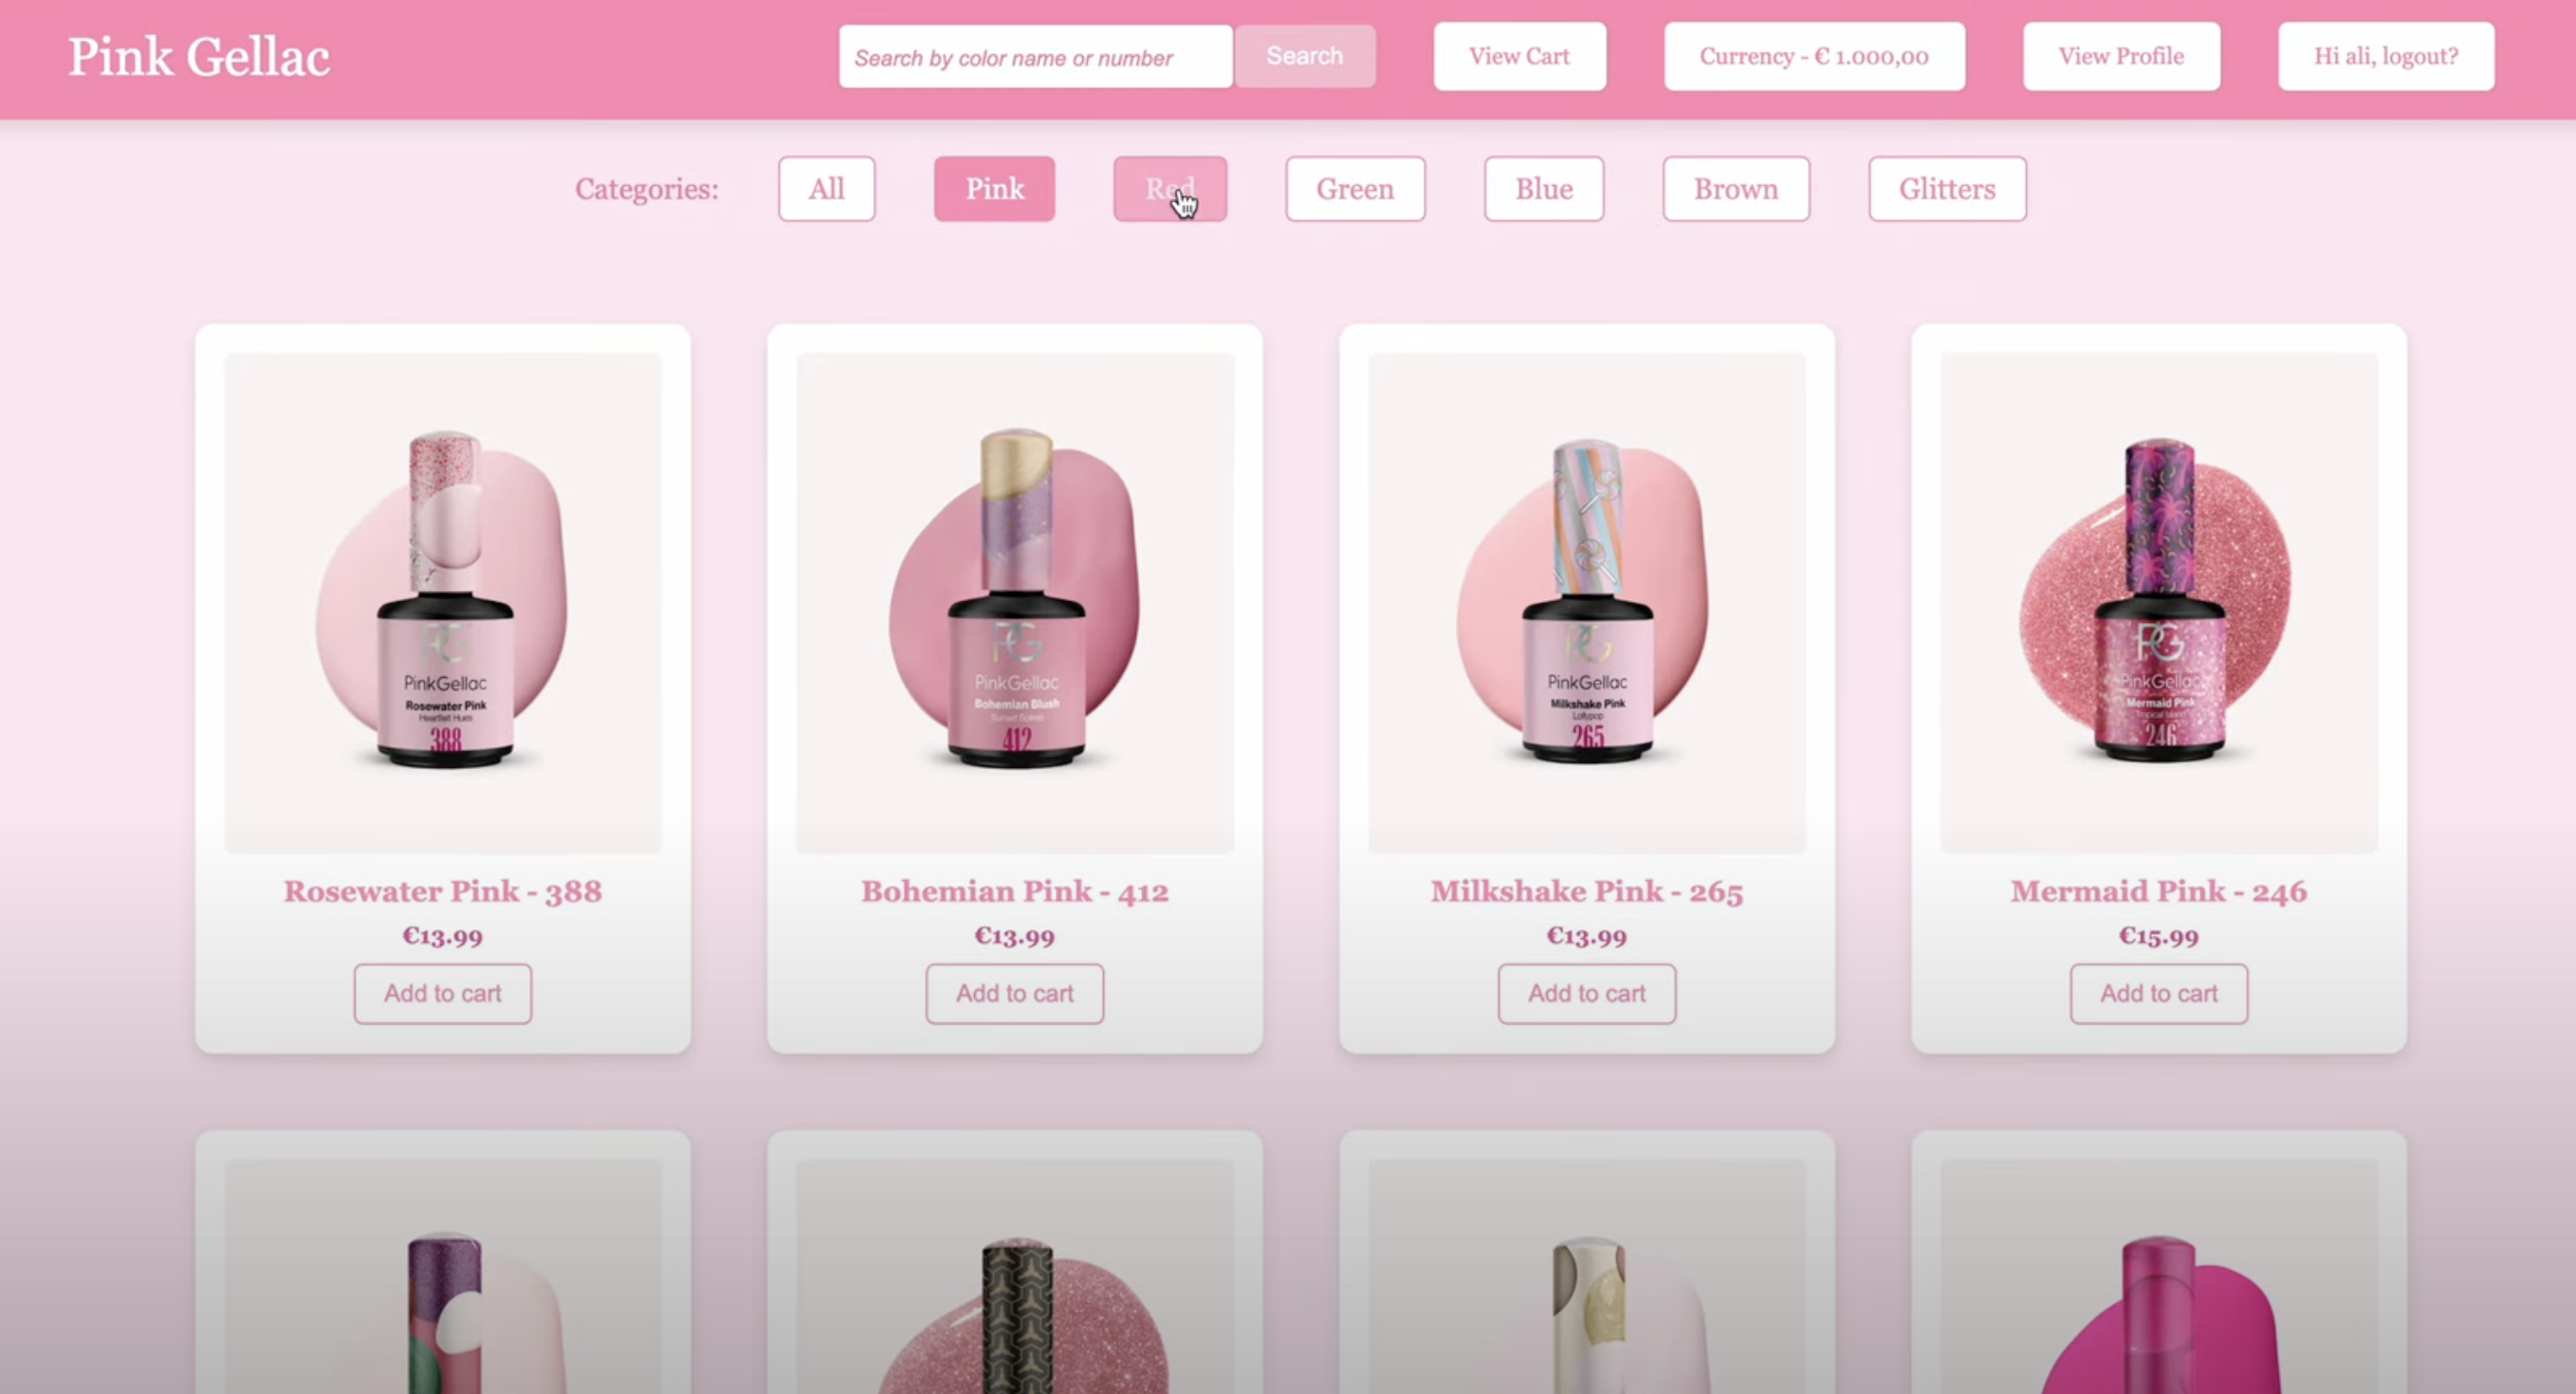 Pink Gellac
Search by color name or number
Search
View Cart
Currency - € 1.000,00
View Profile
Hi ali, logout?
Categories:
All
Pink
Red
Green
Blue
Brown
Glitters
PG
PinkGellac
Rosewater Pink
Heartfelt Hues
388
PG
PinkGellac
Bohemian Blush
Sunset Soiree
412
PG
PinkGellac
Milkshake Pink
Lollypop
265
PG
PinkGellac
Mermaid Pink
Tropical Island
246
Rosewater Pink - 388
€13.99
Add to cart
Bohemian Pink - 412
€13.99
Add to cart
Milkshake Pink - 265
€13.99
Add to cart
Mermaid Pink - 246
€15.99
Add to cart